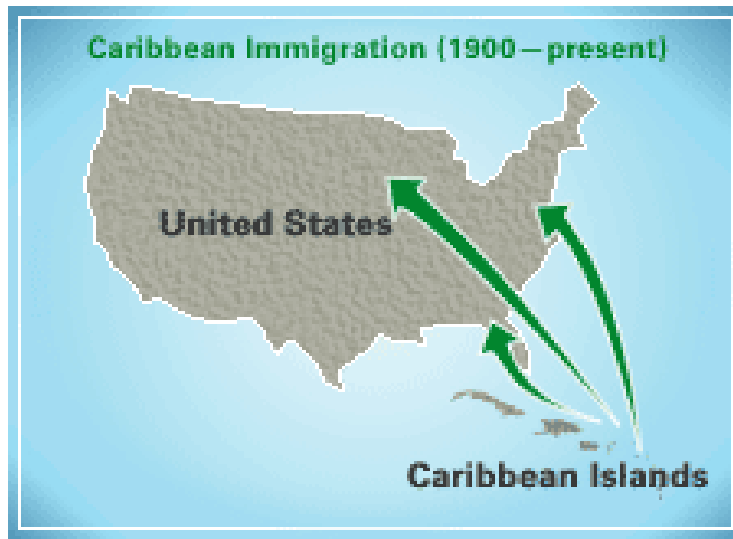 Caribbean Immigration (1900—present)
United States
Caribbean Islands